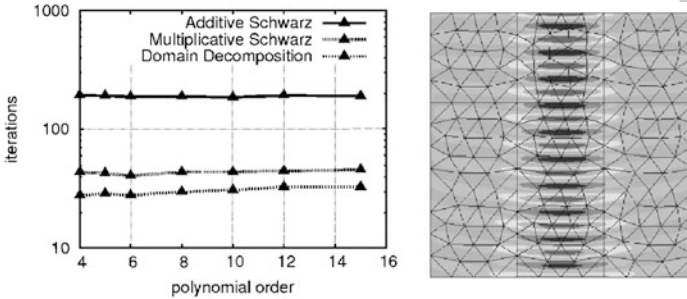 1000
100
10
iterations
Additive Schwarz
Multiplicative Schwarz
Domain Decomposition
4 6 8 10 12 14 16
polynomial order